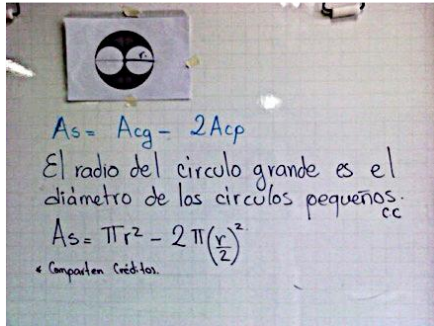 r
As = Acg - 2Acp
El radio del circulo grande es el
diámetro de los circulos pequeños.
cc
As = πr² - 2π(r/2)²
Comparten Créditos.